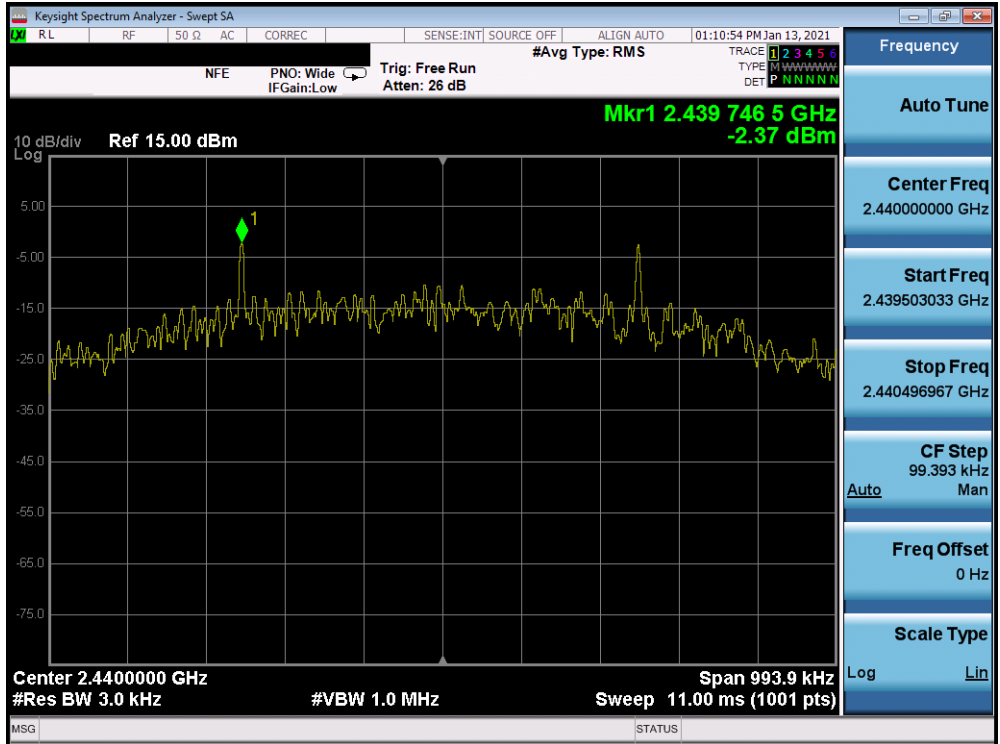 Keysight Spectrum Analyzer - Swept SA
LXI RL RF 50 Ω AC CORREC SENSE:INT SOURCE OFF ALIGN AUTO 01:10:54 PM Jan 13, 2021
#Avg Type: RMS TRACE 1 2 3 4 5 6
NFE PNO: Wide Trig: Free Run TYPE M WWWWW
IFGain:Low Atten: 26 dB DET P N N N N N
Mkr1 2.439 746 5 GHz
-2.37 dBm
10 dB/div Ref 15.00 dBm
Log
1
5.00
-5.00
-15.0
-25.0
-35.0
-45.0
-55.0
-65.0
-75.0
Center 2.4400000 GHz Span 993.9 kHz
#Res BW 3.0 kHz #VBW 1.0 MHz Sweep 11.00 ms (1001 pts)
MSG STATUS
Frequency
Auto Tune
Center Freq
2.440000000 GHz
Start Freq
2.439503033 GHz
Stop Freq
2.440496967 GHz
CF Step
99.393 kHz
Auto Man
Freq Offset
0 Hz
Scale Type
Log Lin